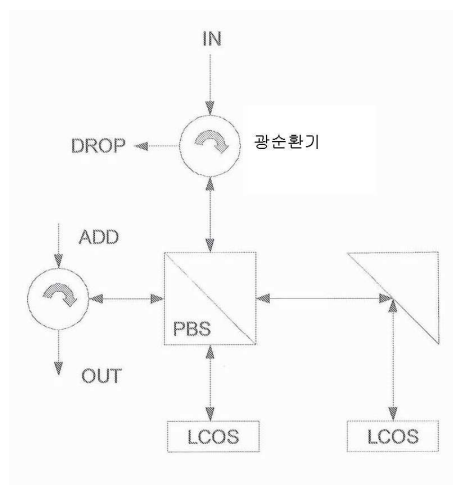 IN
DROP
광순환기
ADD
PBS
OUT
LCOS
LCOS